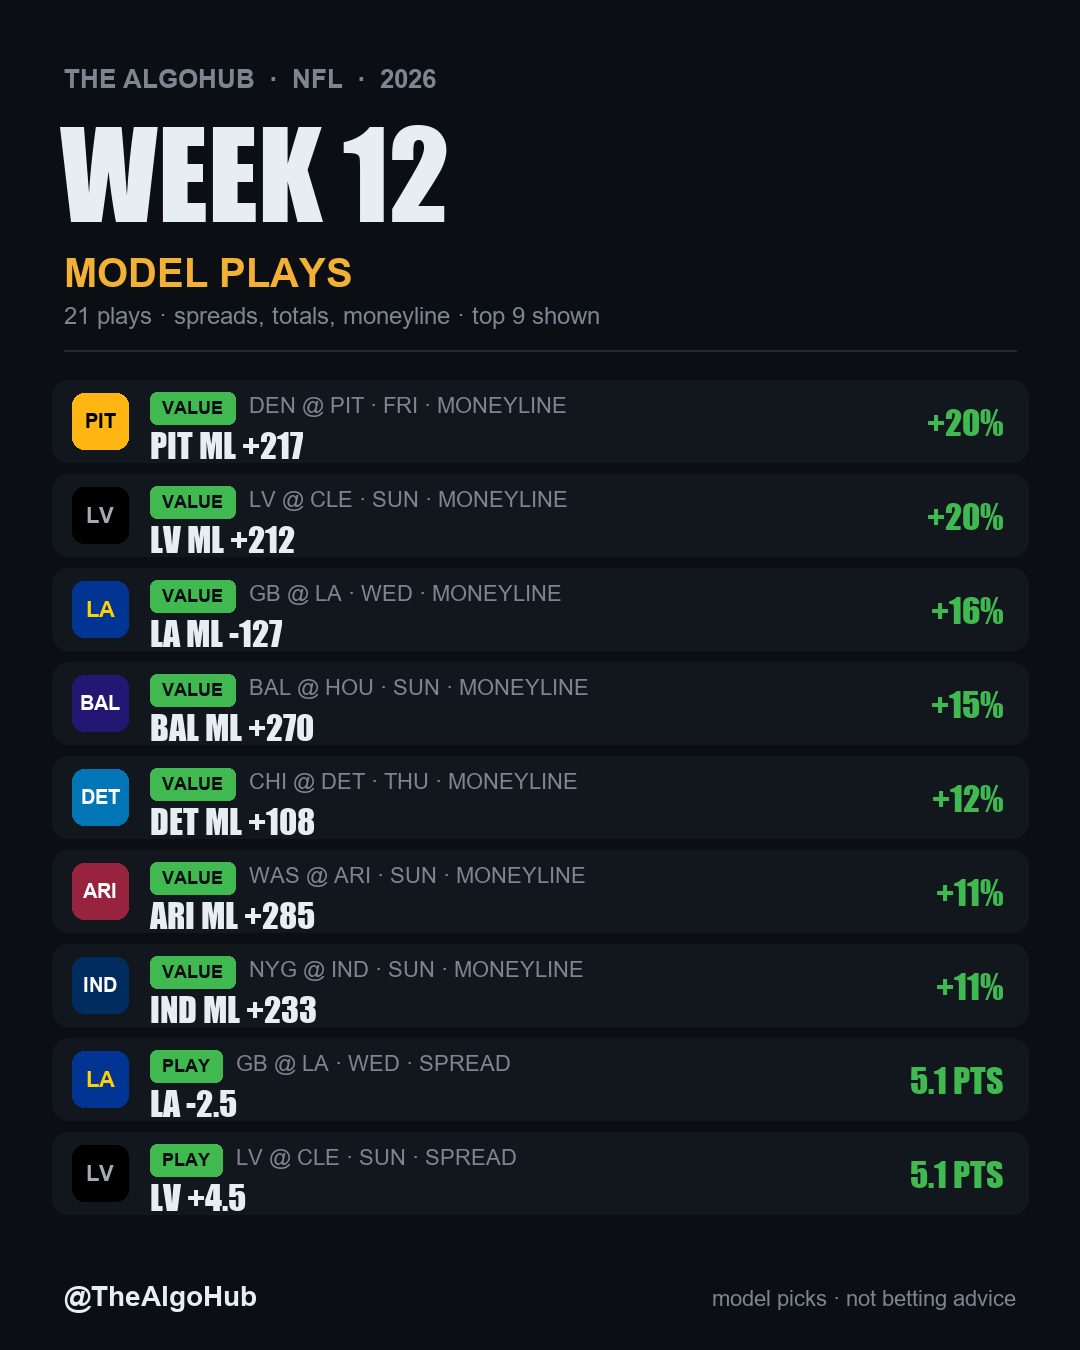 THE ALGOHUB · NFL · 2026
WEEK 12
MODEL PLAYS
21 plays · spreads, totals, moneyline · top 9 shown
PIT
VALUE DEN @ PIT · FRI · MONEYLINE
PIT ML +217
+20%
LV
VALUE LV @ CLE · SUN · MONEYLINE
LV ML +212
+20%
LA
VALUE GB @ LA · WED · MONEYLINE
LA ML -127
+16%
BAL
VALUE BAL @ HOU · SUN · MONEYLINE
BAL ML +270
+15%
DET
VALUE CHI @ DET · THU · MONEYLINE
DET ML +108
+12%
ARI
VALUE WAS @ ARI · SUN · MONEYLINE
ARI ML +285
+11%
IND
VALUE NYG @ IND · SUN · MONEYLINE
IND ML +233
+11%
LA
PLAY GB @ LA · WED · SPREAD
LA -2.5
5.1 PTS
LV
PLAY LV @ CLE · SUN · SPREAD
LV +4.5
5.1 PTS
@TheAlgoHub
model picks · not betting advice